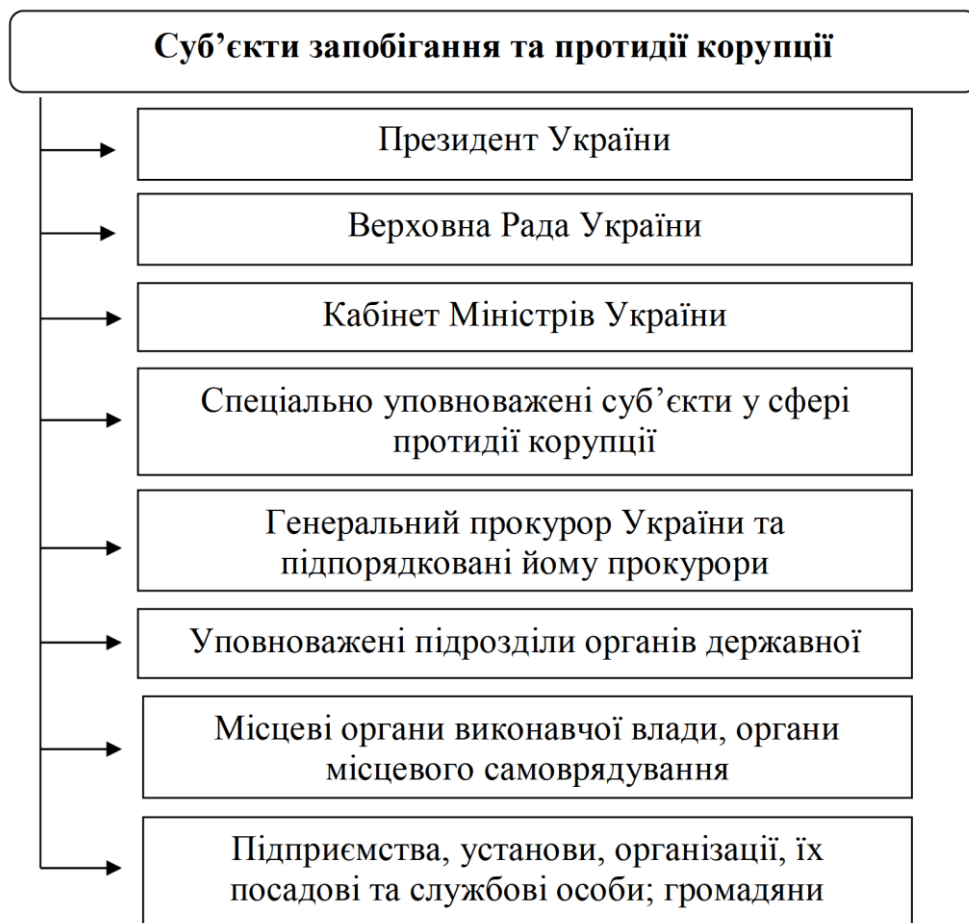 Суб’єкти запобігання та протидії корупції
Президент України
Верховна Рада України
Кабінет Міністрів України
Спеціально уповноважені суб’єкти у сфері
протидії корупції
Генеральний прокурор України та
підпорядковані йому прокурори
Уповноважені підрозділи органів державної
Місцеві органи виконавчої влади, органи
місцевого самоврядування
Підприємства, установи, організації, їх
посадові та службові особи; громадяни